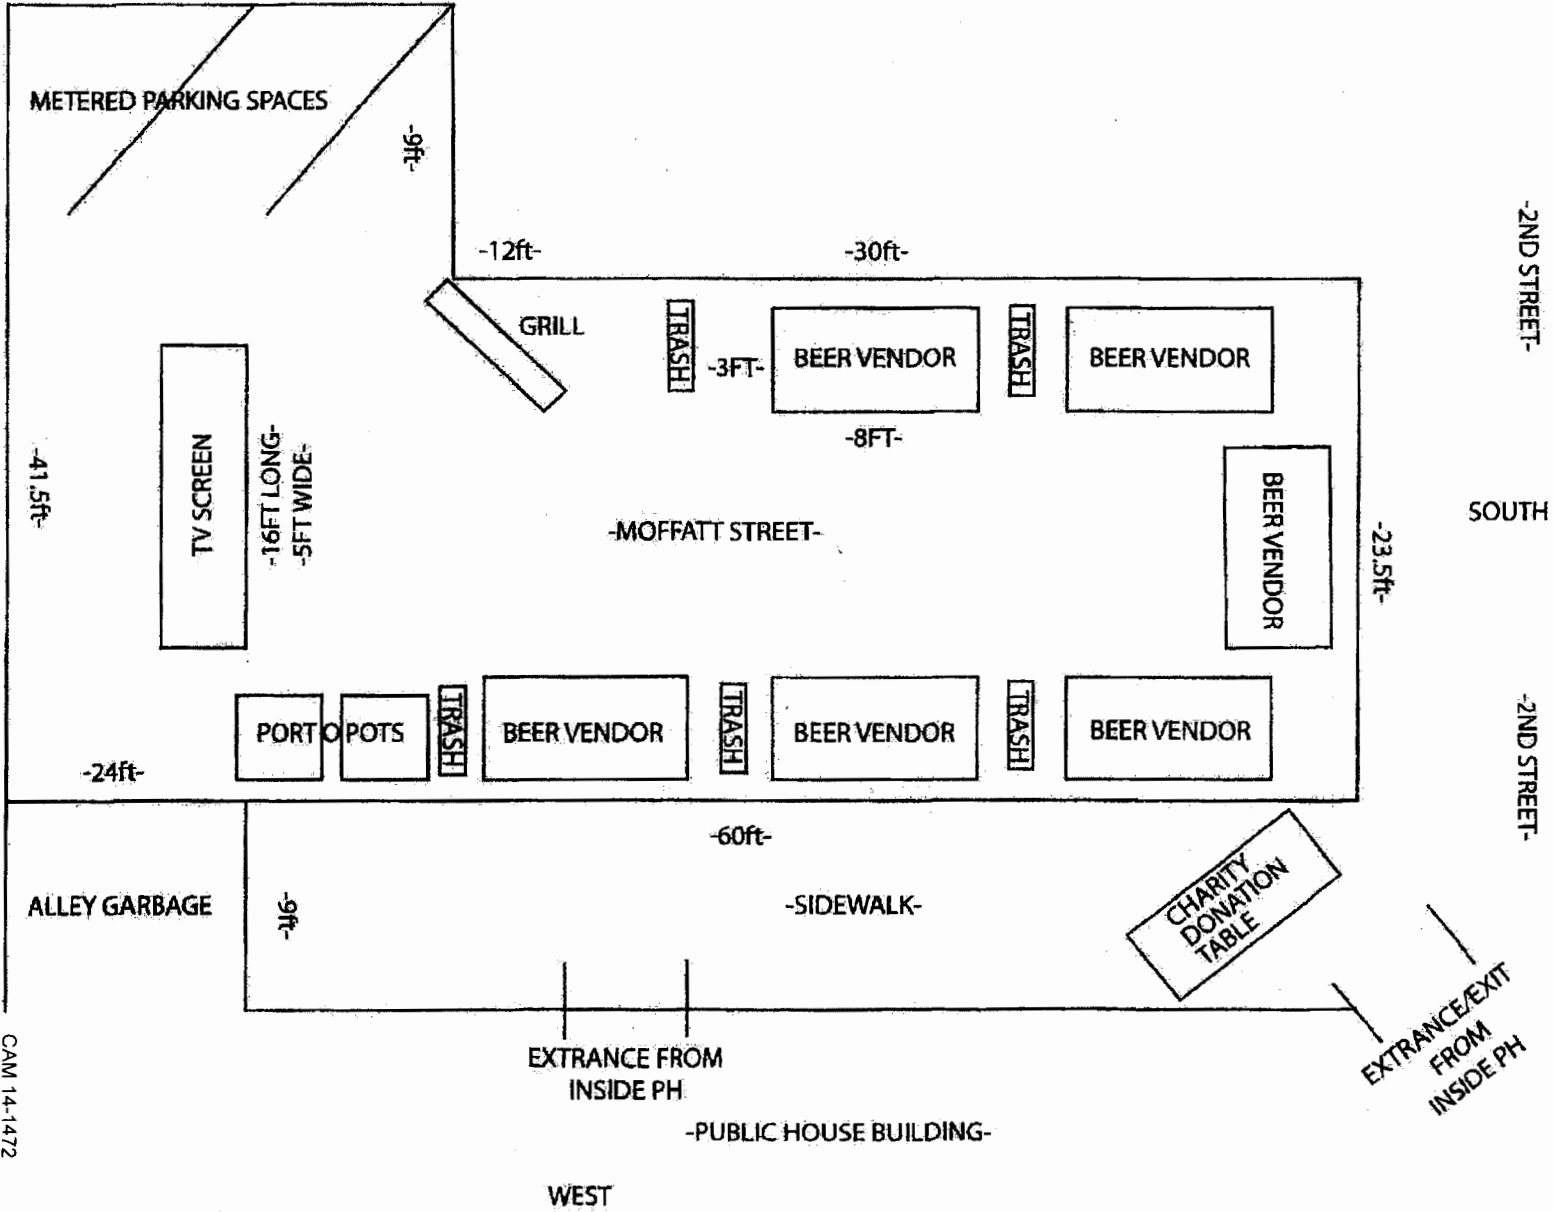 METERED PARKING SPACES
-9ft-
-12ft-
-30ft-
-2ND STREET-
GRILL
TRASH
-3FT-
BEER VENDOR
TRASH
BEER VENDOR
-8FT-
-41.5ft-
TV SCREEN
-16FT LONG-
-5FT WIDE-
-MOFFATT STREET-
BEER VENDOR
-23.5ft-
SOUTH
PORT O POTS
TRASH
BEER VENDOR
TRASH
BEER VENDOR
TRASH
BEER VENDOR
-2ND STREET-
-24ft-
-60ft-
ALLEY GARBAGE
-9ft-
-SIDEWALK-
CHARITY
DONATION
TABLE
EXTRANCE FROM
INSIDE PH
EXTRANCE/EXIT
FROM
INSIDE PH
-PUBLIC HOUSE BUILDING-
WEST
CAM 14-1472